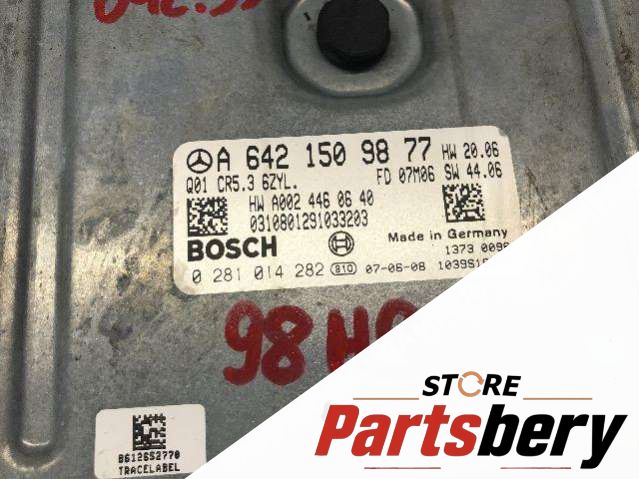 A 642 150 98 77 HW 20.06
Q01 CR5.3 6ZYL. FD 07M06 SW 44.06
HW A002 446 06 40
0310801291033203
BOSCH Made in Germany
1373
0 281 014 282 810 07-06-08
98
B612652770
TRACELABEL
STORE
Partsbery